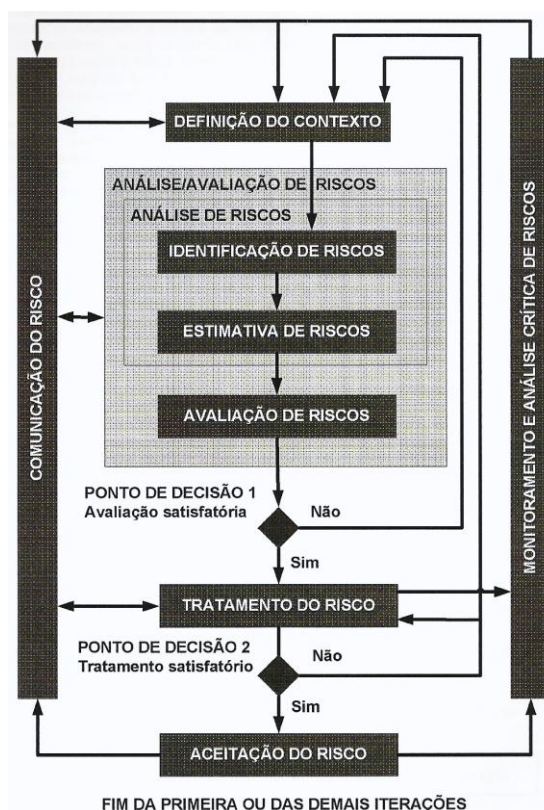 DEFINIÇÃO DO CONTEXTO
ANÁLISE/AVALIAÇÃO DE RISCOS
ANÁLISE DE RISCOS
IDENTIFICAÇÃO DE RISCOS
ESTIMATIVA DE RISCOS
AVALIAÇÃO DE RISCOS
COMUNICAÇÃO DO RISCO
MONITORAMENTO E ANÁLISE CRÍTICA DE RISCOS
PONTO DE DECISÃO 1
Avaliação satisfatória
Não
Sim
TRATAMENTO DO RISCO
PONTO DE DECISÃO 2
Tratamento satisfatório
Não
Sim
ACEITAÇÃO DO RISCO
FIM DA PRIMEIRA OU DAS DEMAIS ITERAÇÕES